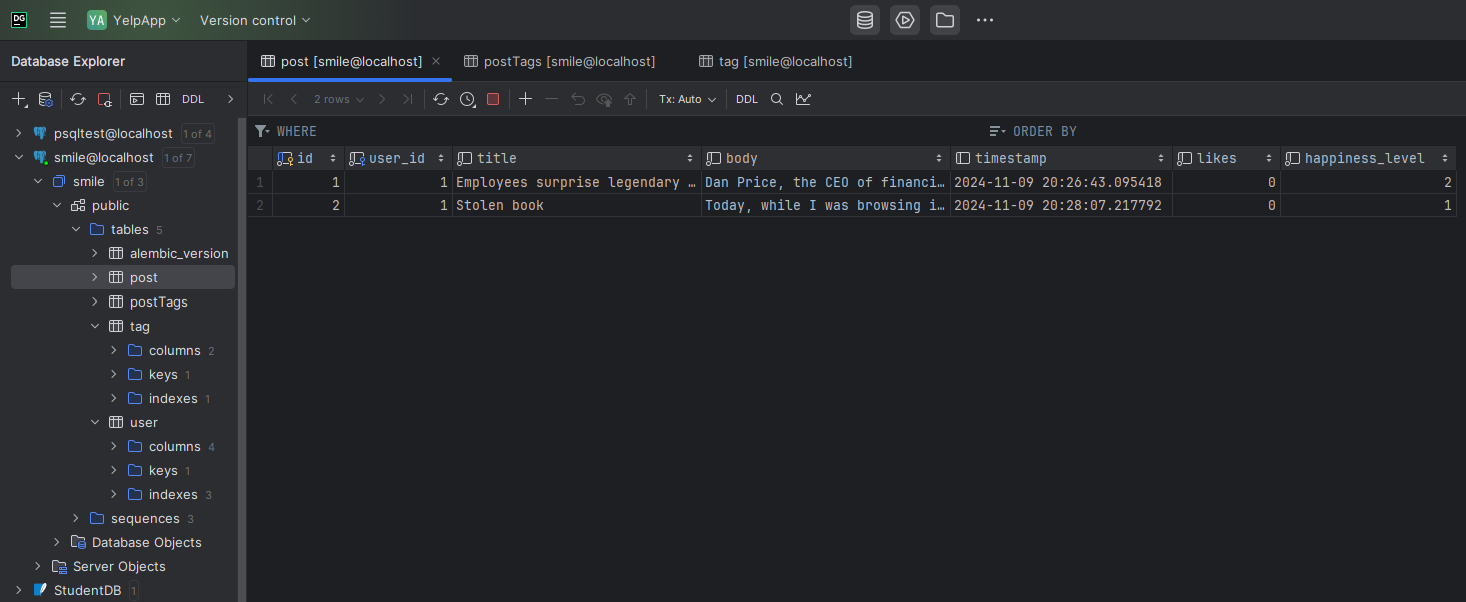 DG YA YelpApp Version control
Database Explorer
post [smile@localhost] postTags [smile@localhost] tag [smile@localhost]
DDL
2 rows Tx: Auto DDL
WHERE ORDER BY
id user_id title body timestamp likes happiness_level
1 1 1 Employees surprise legendary … Dan Price, the CEO of financi… 2024-11-09 20:26:43.095418 0 2
2 2 1 Stolen book Today, while I was browsing i… 2024-11-09 20:28:07.217792 0 1
psqltest@localhost 1 of 4
smile@localhost 1 of 7
smile 1 of 3
public
tables 5
alembic_version
post
postTags
tag
columns 2
keys 1
indexes 1
user
columns 4
keys 1
indexes 3
sequences 3
Database Objects
Server Objects
StudentDB 1